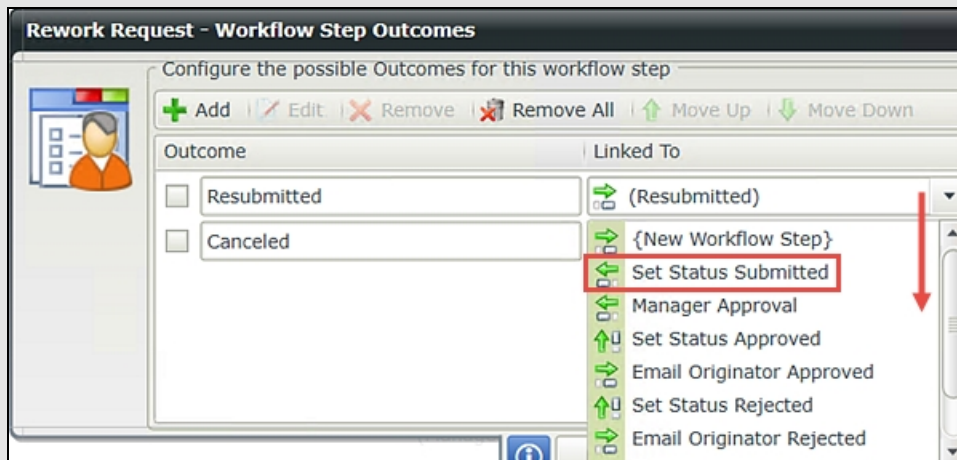 Rework Request - Workflow Step Outcomes
Configure the possible Outcomes for this workflow step
Add Edit Remove Remove All Move Up Move Down
Outcome Linked To
Resubmitted (Resubmitted)
Canceled {New Workflow Step}
Set Status Submitted
Manager Approval
Set Status Approved
Email Originator Approved
Set Status Rejected
Email Originator Rejected